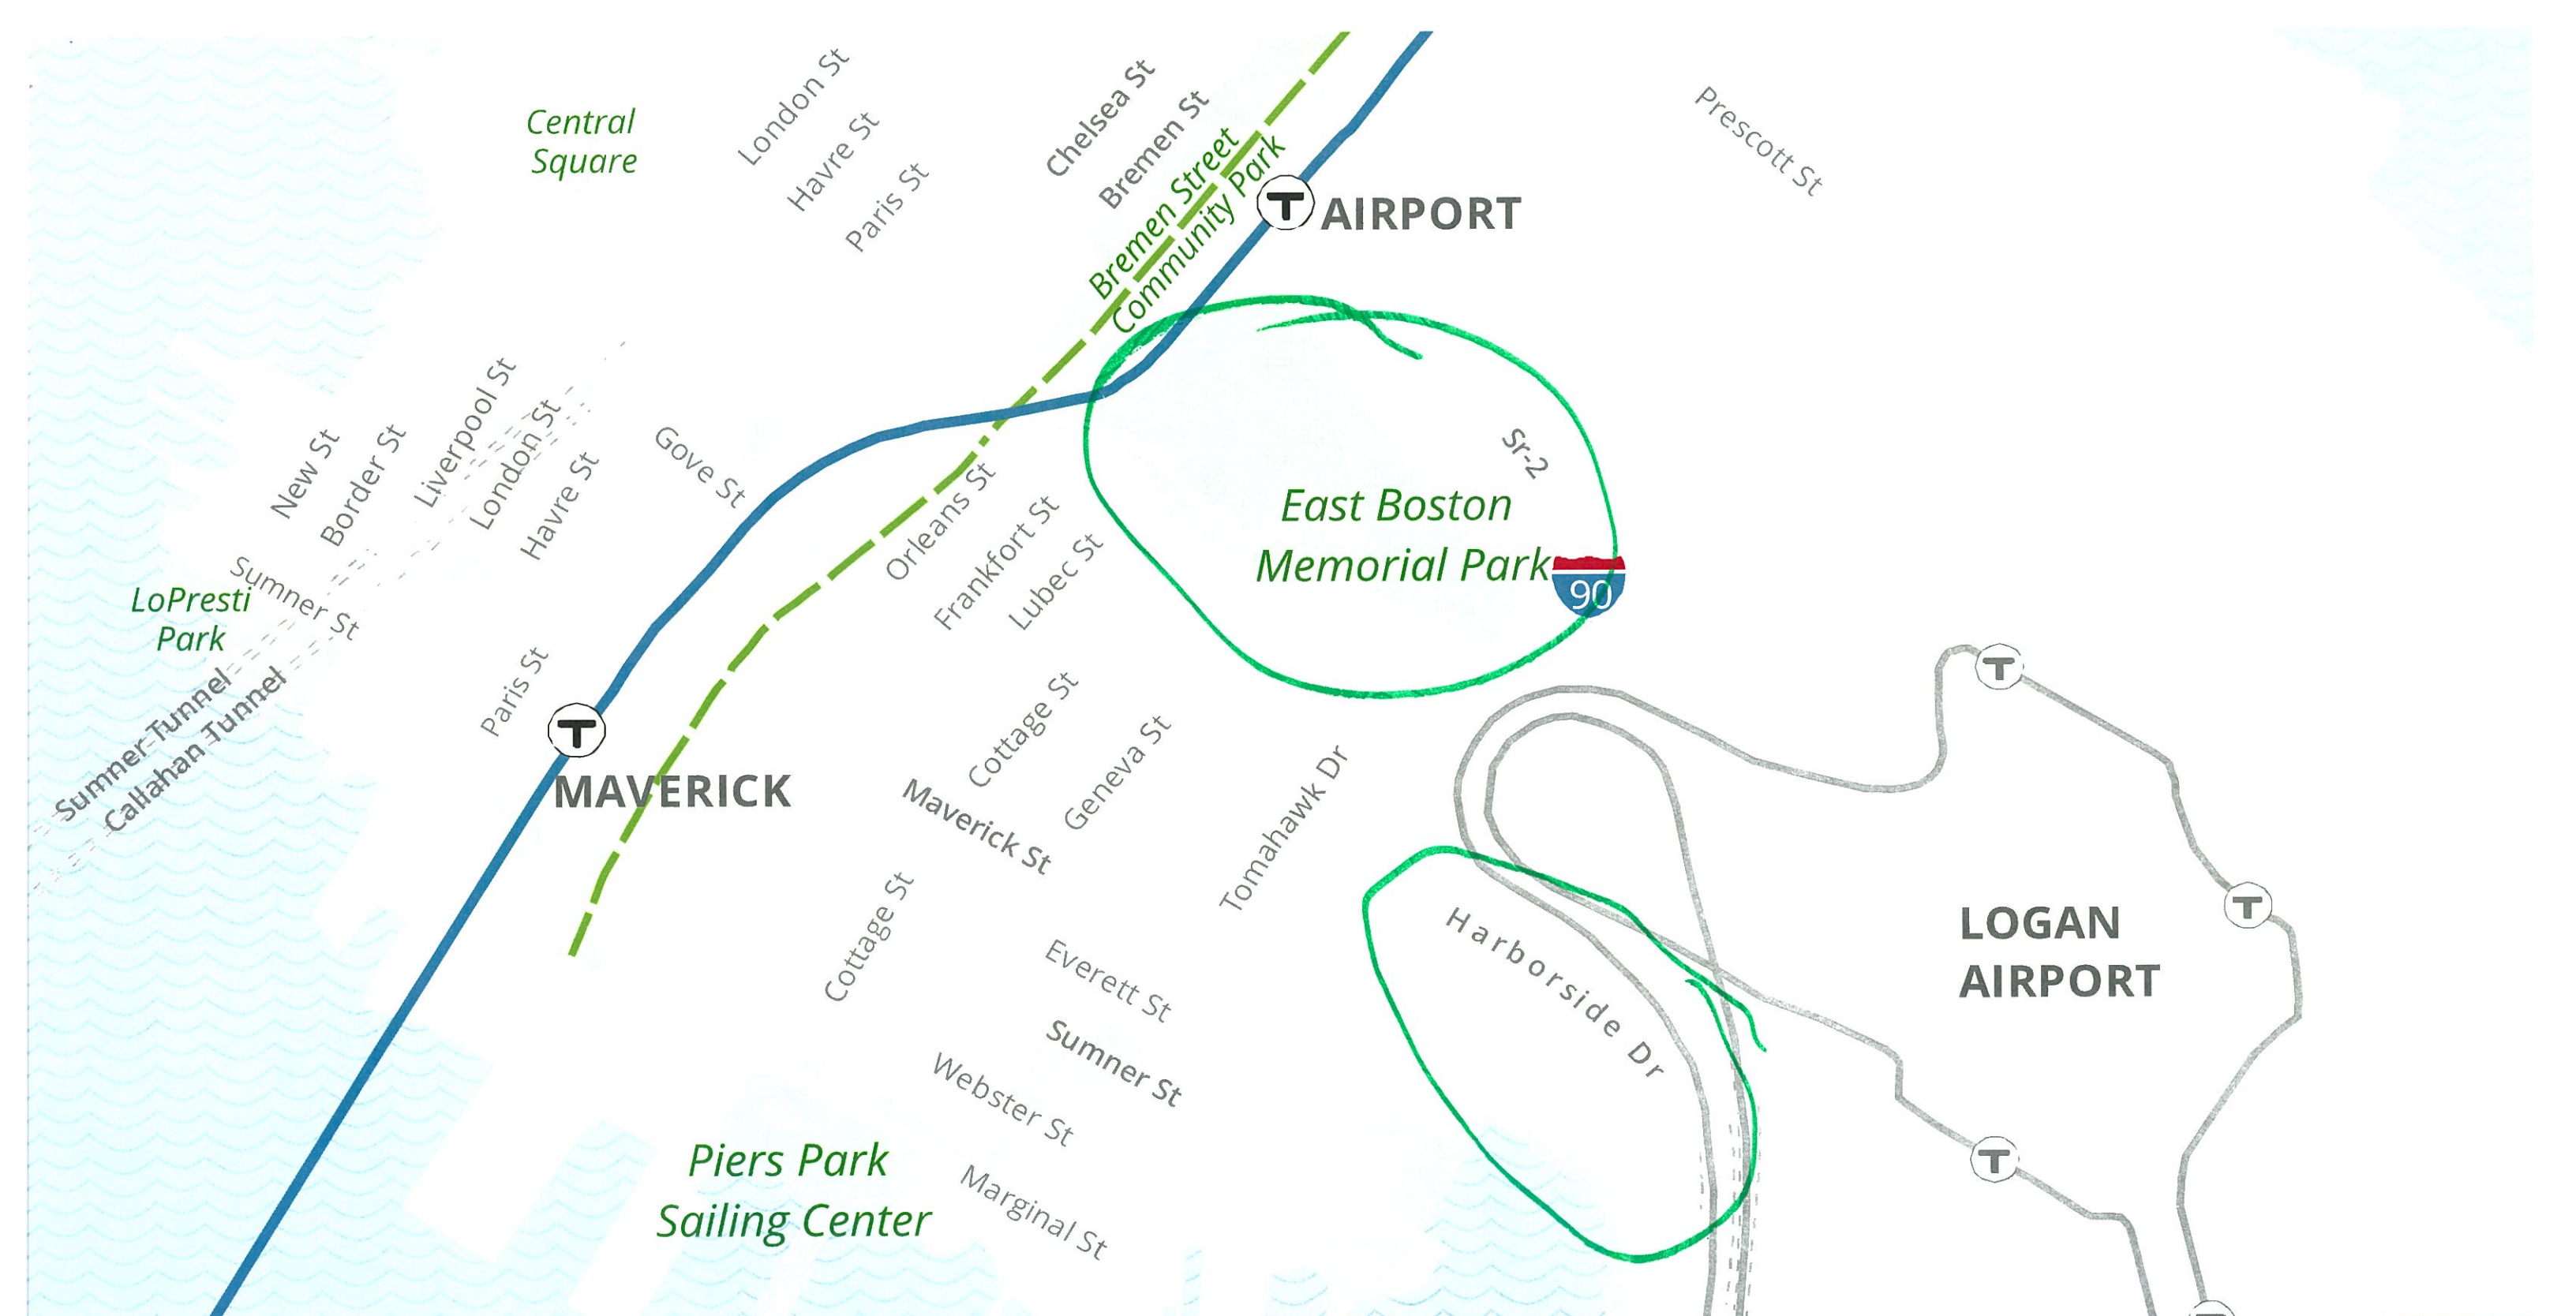 London St
Central
Square
Havre St
Paris St
Chelsea St
Bremen St
Bremen Street
Community Park
T
AIRPORT
Prescott St
New St
Border St
Liverpool St
London St
Havre St
Gove St
Orleans St
Frankfort St
Lubec St
Sr-2
East Boston
Memorial Park
90
LoPresti
Park
Sumner St
Sumner Tunnel
Callahan Tunnel
Paris St
T
MAVERICK
Cottage St
Geneva St
Maverick St
Tomahawk Dr
T
T
Harborside Dr
LOGAN
AIRPORT
Cottage St
Everett St
Sumner St
Webster St
Marginal St
T
Piers Park
Sailing Center